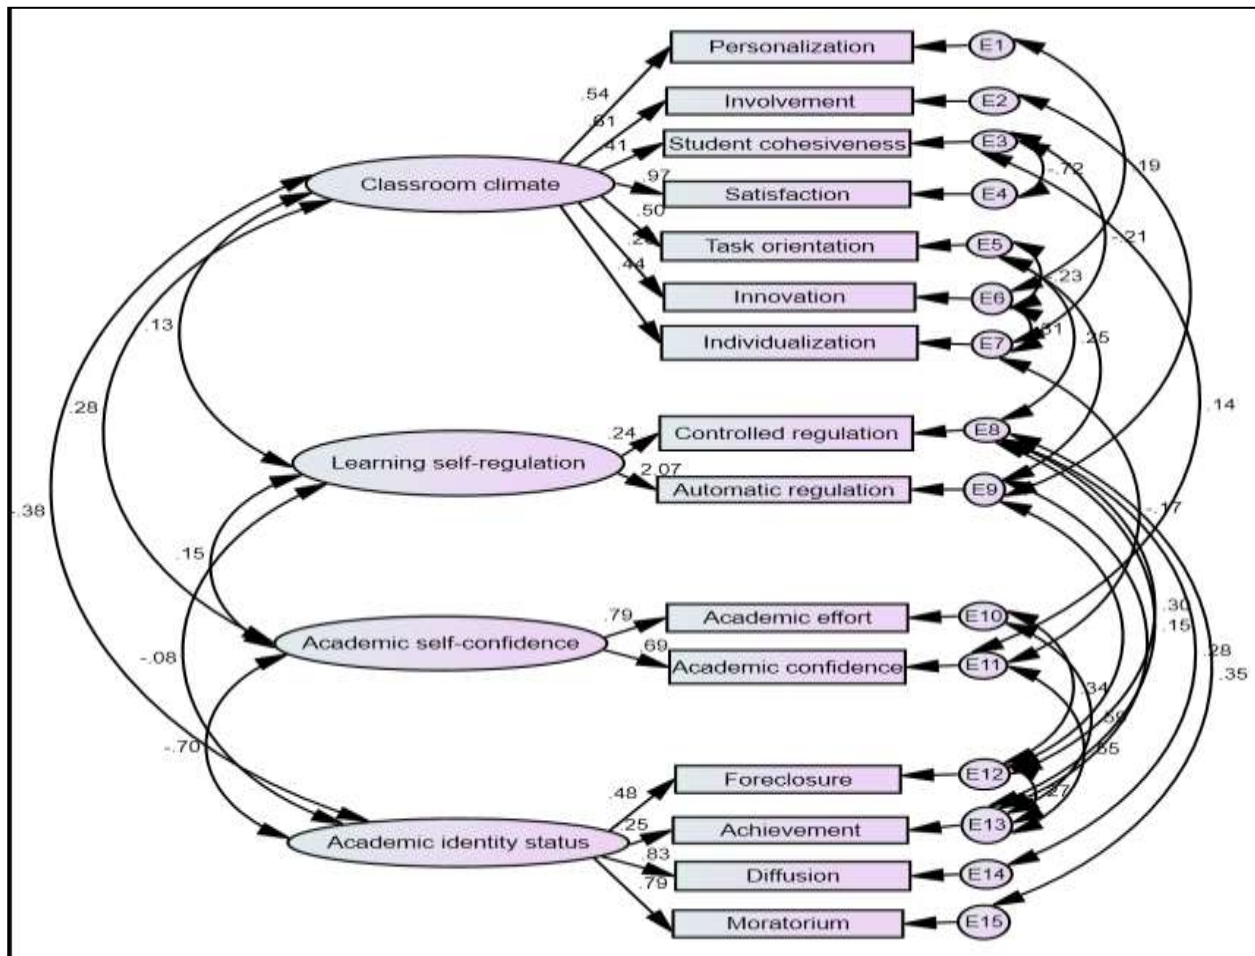 Personalization E1
.54
Involvement E2
.61
Student cohesiveness E3
.41
-.72
.19
Classroom climate
.97
Satisfaction E4
.50
Task orientation E5
-.21
-.23
Innovation E6
.44
.31
.25
Individualization E7
.13
.28
.14
Controlled regulation E8
.24
Learning self-regulation
2.07
Automatic regulation E9
-.38
-.17
.15
.30
.15
Academic effort E10
.79
Academic self-confidence
.69
Academic confidence E11
-.08
.28
.35
.34
-.70
Foreclosure E12
.48
.25
Achievement E13
Academic identity status
.83
Diffusion E14
.79
Moratorium E15